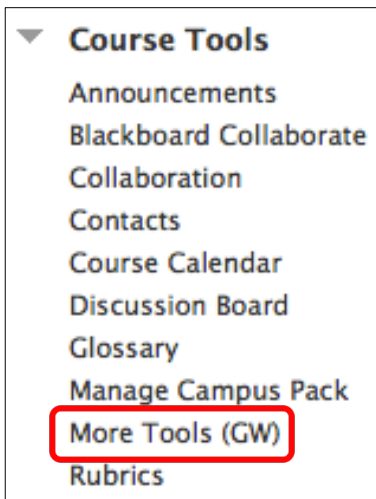 Course Tools
Announcements
Blackboard Collaborate
Collaboration
Contacts
Course Calendar
Discussion Board
Glossary
Manage Campus Pack
More Tools (GW)
Rubrics